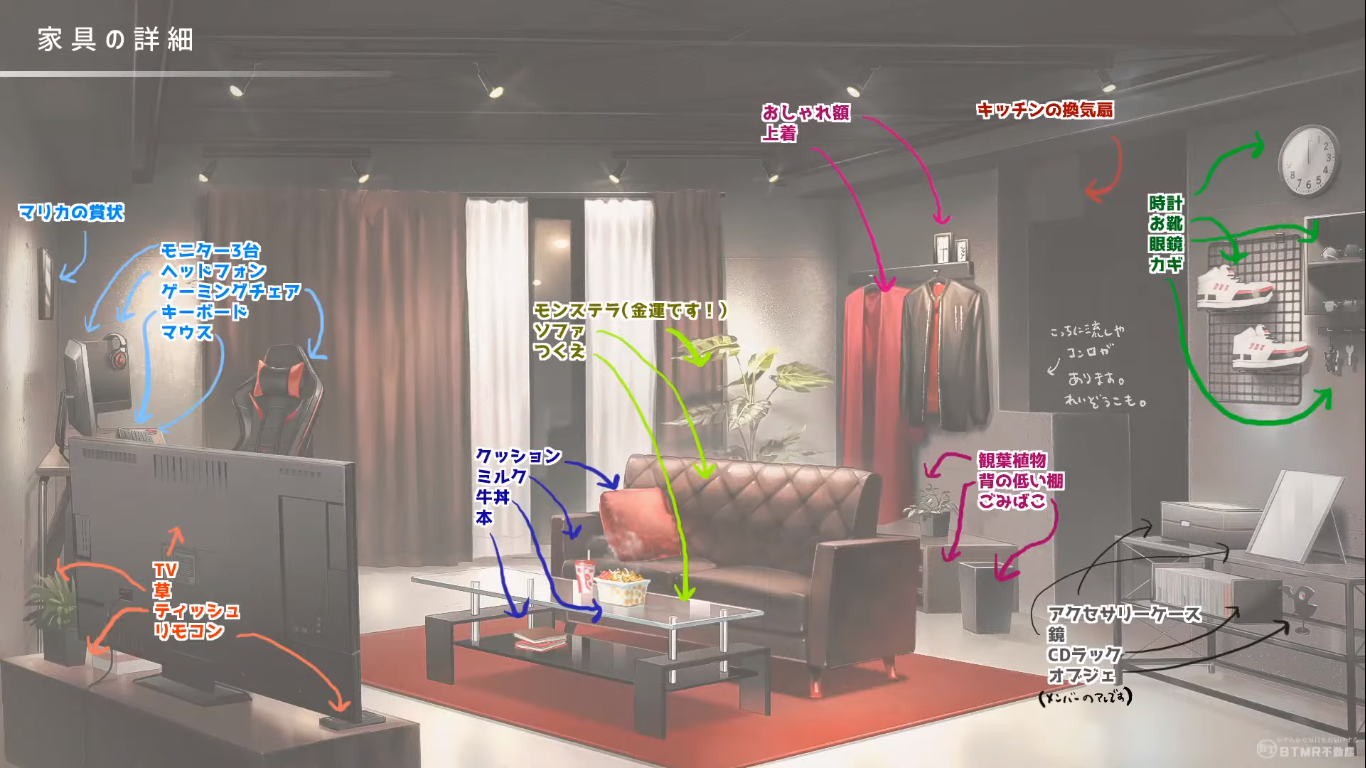 家具の詳細
おしゃれ額
上着
キッチンの換気扇
時計
お靴
眼鏡
カギ
マリカの賞状
モニター3台
ヘッドフォン
ゲーミングチェア
キーボード
マウス
モンステラ(金運です!)
ソファ
つくえ
こっちに流しや
コンロが
あります。
れいぞうこも。
クッション
ミルク
牛丼
本
観葉植物
背の低い棚
ごみばこ
TV
草
ティッシュ
リモコン
アクセサリーケース
鏡
CDラック
オブジェ
(メンバーのアレです)
BTMR不動産